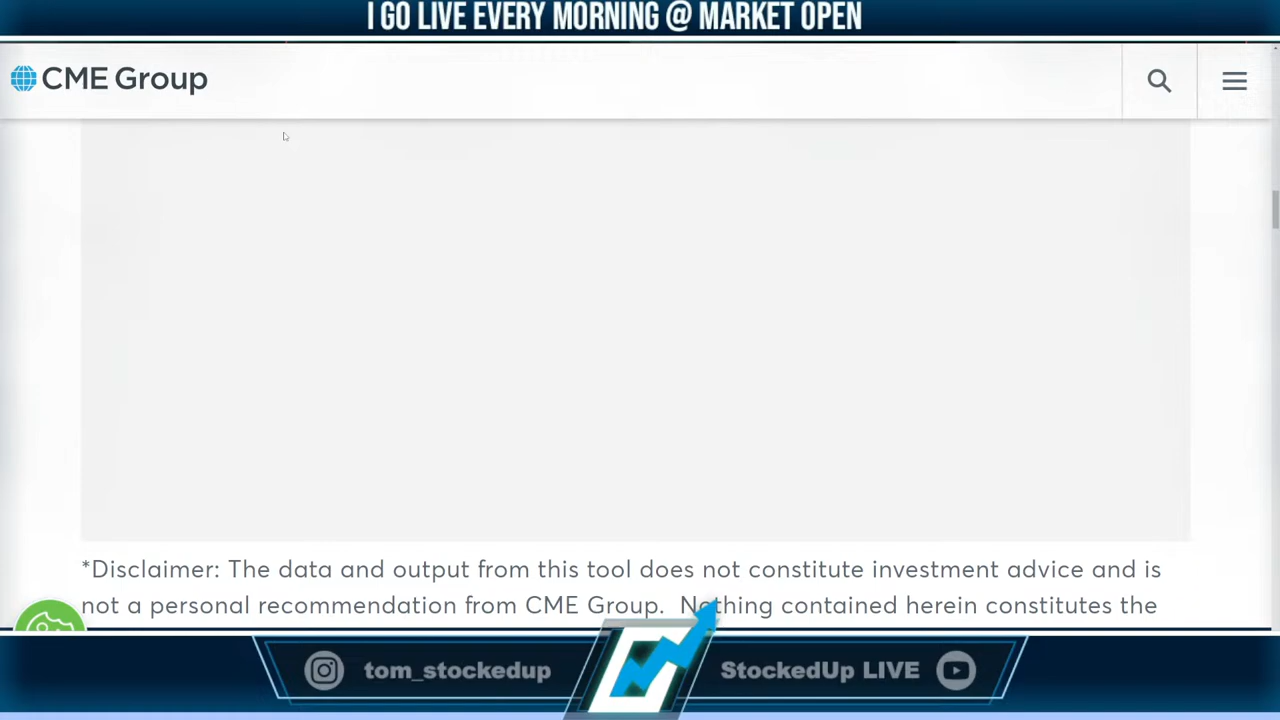 I GO LIVE EVERY MORNING @ MARKET OPEN
CME Group
*Disclaimer: The data and output from this tool does not constitute investment advice and is
not a personal recommendation from CME Group. Nothing contained herein constitutes the
tom_stockedup
StockedUp LIVE